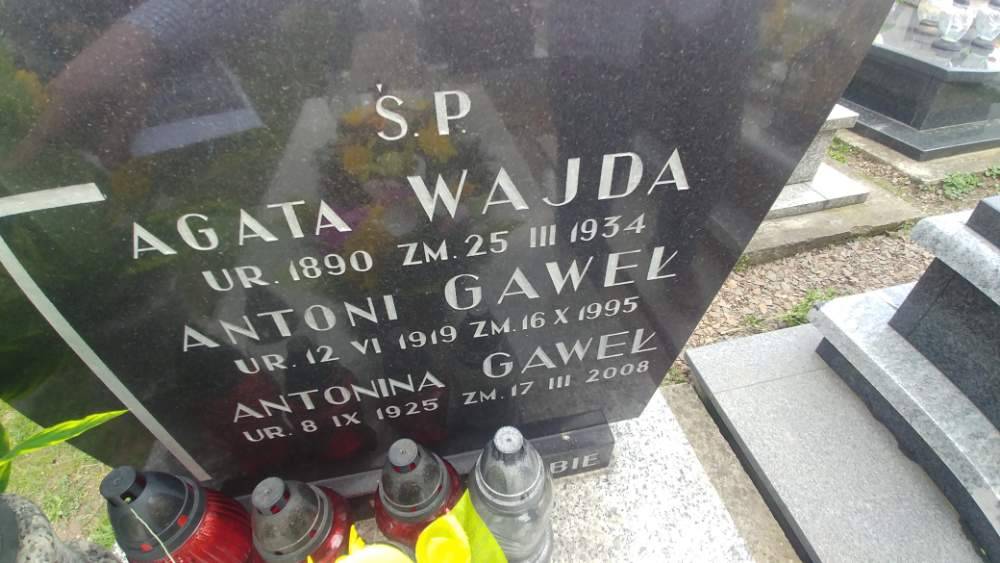 Ś.P.
AGATA WAJDA
UR. 1890 ZM. 25 III 1934
ANTONI GAWEŁ
UR. 12 VI 1919 ZM. 16 X 1995
ANTONINA GAWEŁ
UR. 8 IX 1925 ZM. 17 III 2008